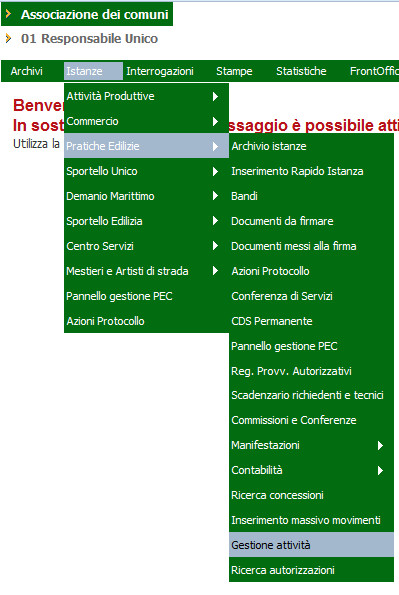 Associazione dei comuni
01 Responsabile Unico
Archivi Istanze Interrogazioni Stampe Statistiche FrontOffic
Benve
In sost ssaggio è possibile atti
Utilizza la
Attività Produttive
Commercio
Pratiche Edilizie
Sportello Unico
Demanio Marittimo
Sportello Edilizia
Centro Servizi
Mestieri e Artisti di strada
Pannello gestione PEC
Azioni Protocollo
Archivio istanze
Inserimento Rapido Istanza
Bandi
Documenti da firmare
Documenti messi alla firma
Azioni Protocollo
Conferenza di Servizi
CDS Permanente
Pannello gestione PEC
Reg. Provv. Autorizzativi
Scadenzario richiedenti e tecnici
Commissioni e Conferenze
Manifestazioni
Contabilità
Ricerca concessioni
Inserimento massivo movimenti
Gestione attività
Ricerca autorizzazioni